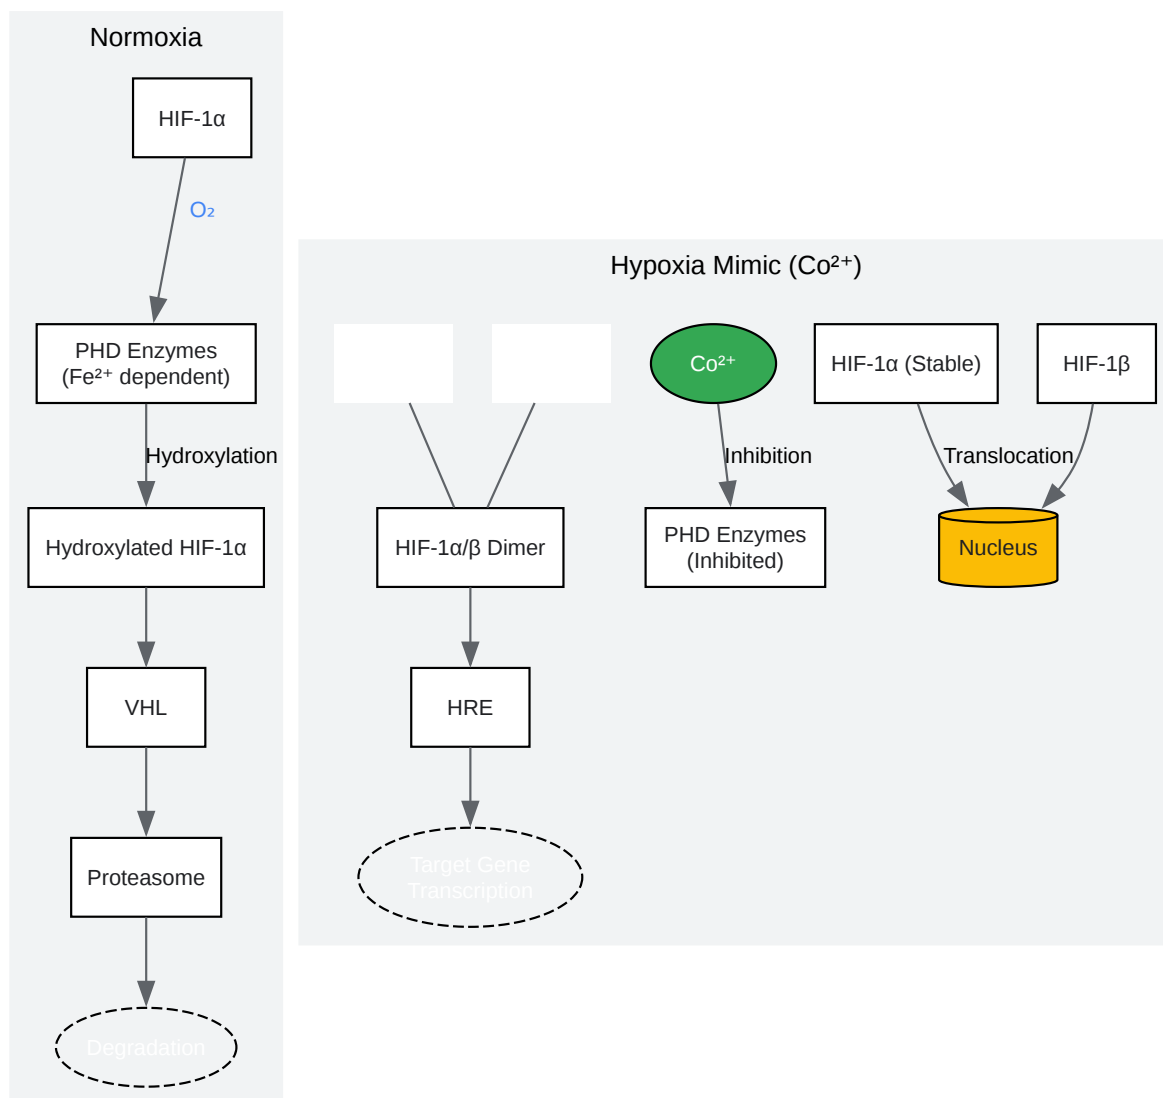 Normoxia
HIF-1α
O₂
PHD Enzymes
(Fe²⁺ dependent)
Hydroxylation
Hydroxylated HIF-1α
VHL
Proteasome
Degradation
Hypoxia Mimic (Co²⁺)
Co²⁺
HIF-1α (Stable)
HIF-1β
Inhibition
Translocation
HIF-1α/β Dimer
PHD Enzymes
(Inhibited)
Nucleus
HRE
Target Gene
Transcription